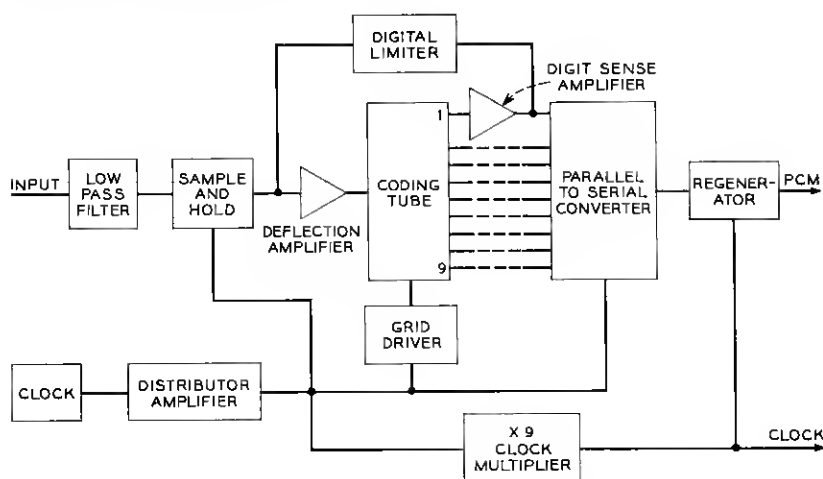 DIGITAL
LIMITER
DIGIT SENSE
AMPLIFIER
1
INPUT
LOW
PASS
FILTER
SAMPLE
AND
HOLD
DEFLECTION
AMPLIFIER
CODING
TUBE
9
PARALLEL
TO SERIAL
CONVERTER
REGENER-
ATOR
PCM
GRID
DRIVER
CLOCK
DISTRIBUTOR
AMPLIFIER
X 9
CLOCK
MULTIPLIER
CLOCK